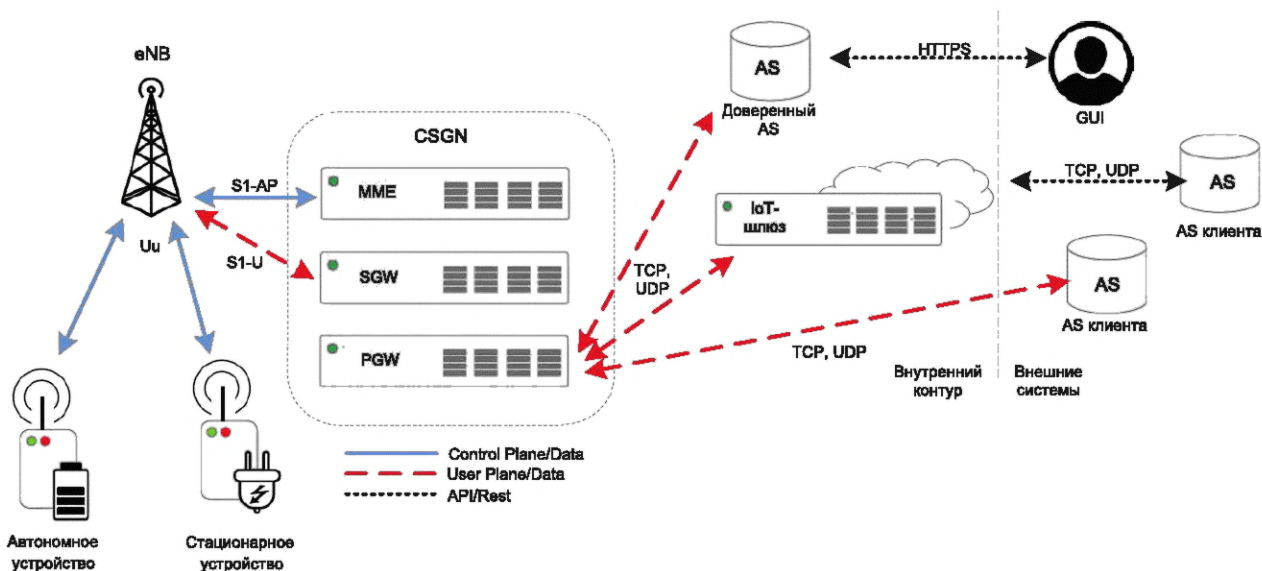 eNB
Uu
S1-AP
S1-U
CSGN
MME
SGW
PGW
AS
Доверенный
AS
HTTPS
GUI
IoT-
шлюз
TCP, UDP
AS
AS клиента
TCP,
UDP
AS
AS клиента
TCP, UDP
Внутренний
контур
Внешние
системы
Control Plane/Data
User Plane/Data
API/Rest
Автономное
устройство
Стационарное
устройство